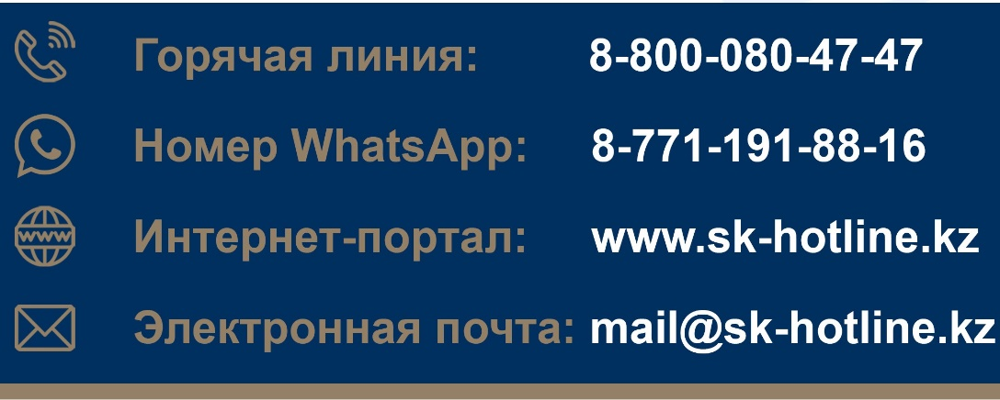 Горячая линия: 8-800-080-47-47
Номер WhatsApp: 8-771-191-88-16
www Интернет-портал: www.sk-hotline.kz
Электронная почта: mail@sk-hotline.kz